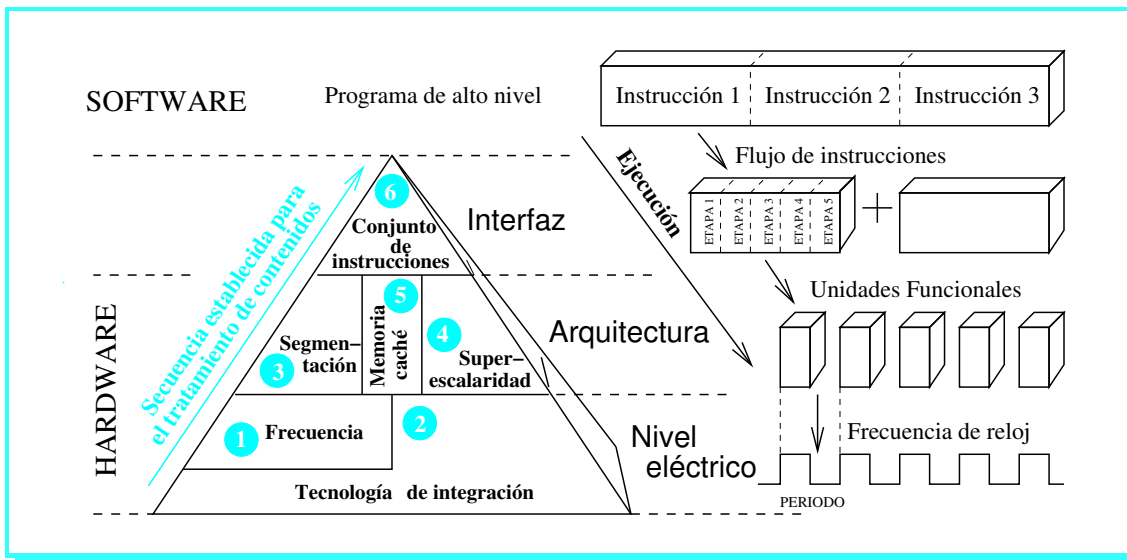 SOFTWARE
Programa de alto nivel
Instrucción 1
Instrucción 2
Instrucción 3
Flujo de instrucciones
Ejecución
ETAPA 1
ETAPA 2
ETAPA 3
ETAPA 4
ETAPA 5
+
Secuencia establecida para
el tratamiento de contenidos
6
Conjunto
de
instrucciones
Interfaz
HARDWARE
5
Memoria
caché
Segmen-
tación
3
4
Super-
escalaridad
Arquitectura
Unidades Funcionales
1
Frecuencia
2
Tecnología de integración
Nivel
eléctrico
Frecuencia de reloj
PERIODO